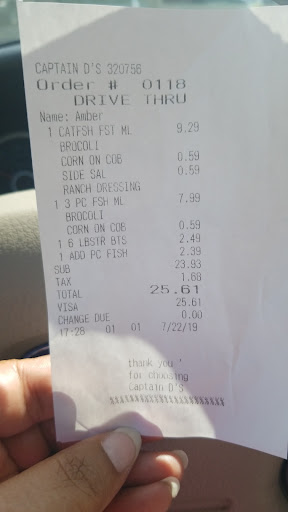 CAPTAIN D'S 320756
Order # 0118
DRIVE THRU
Name: Amber
1 CATFSH FST ML 9.29
BROCOLI
CORN ON COB 0.59
SIDE SAL 0.59
RANCH DRESSING
1 3 PC FSH ML 7.99
BROCOLI
CORN ON COB 0.59
1 6 LBSTR BTS 2.49
1 ADD PC FISH 2.39
SUB 23.93
TAX 1.68
TOTAL 25.61
VISA 25.61
CHANGE DUE 0.00
17:28 01 01 7/22/19
thank you '
for choosing
captain D'S